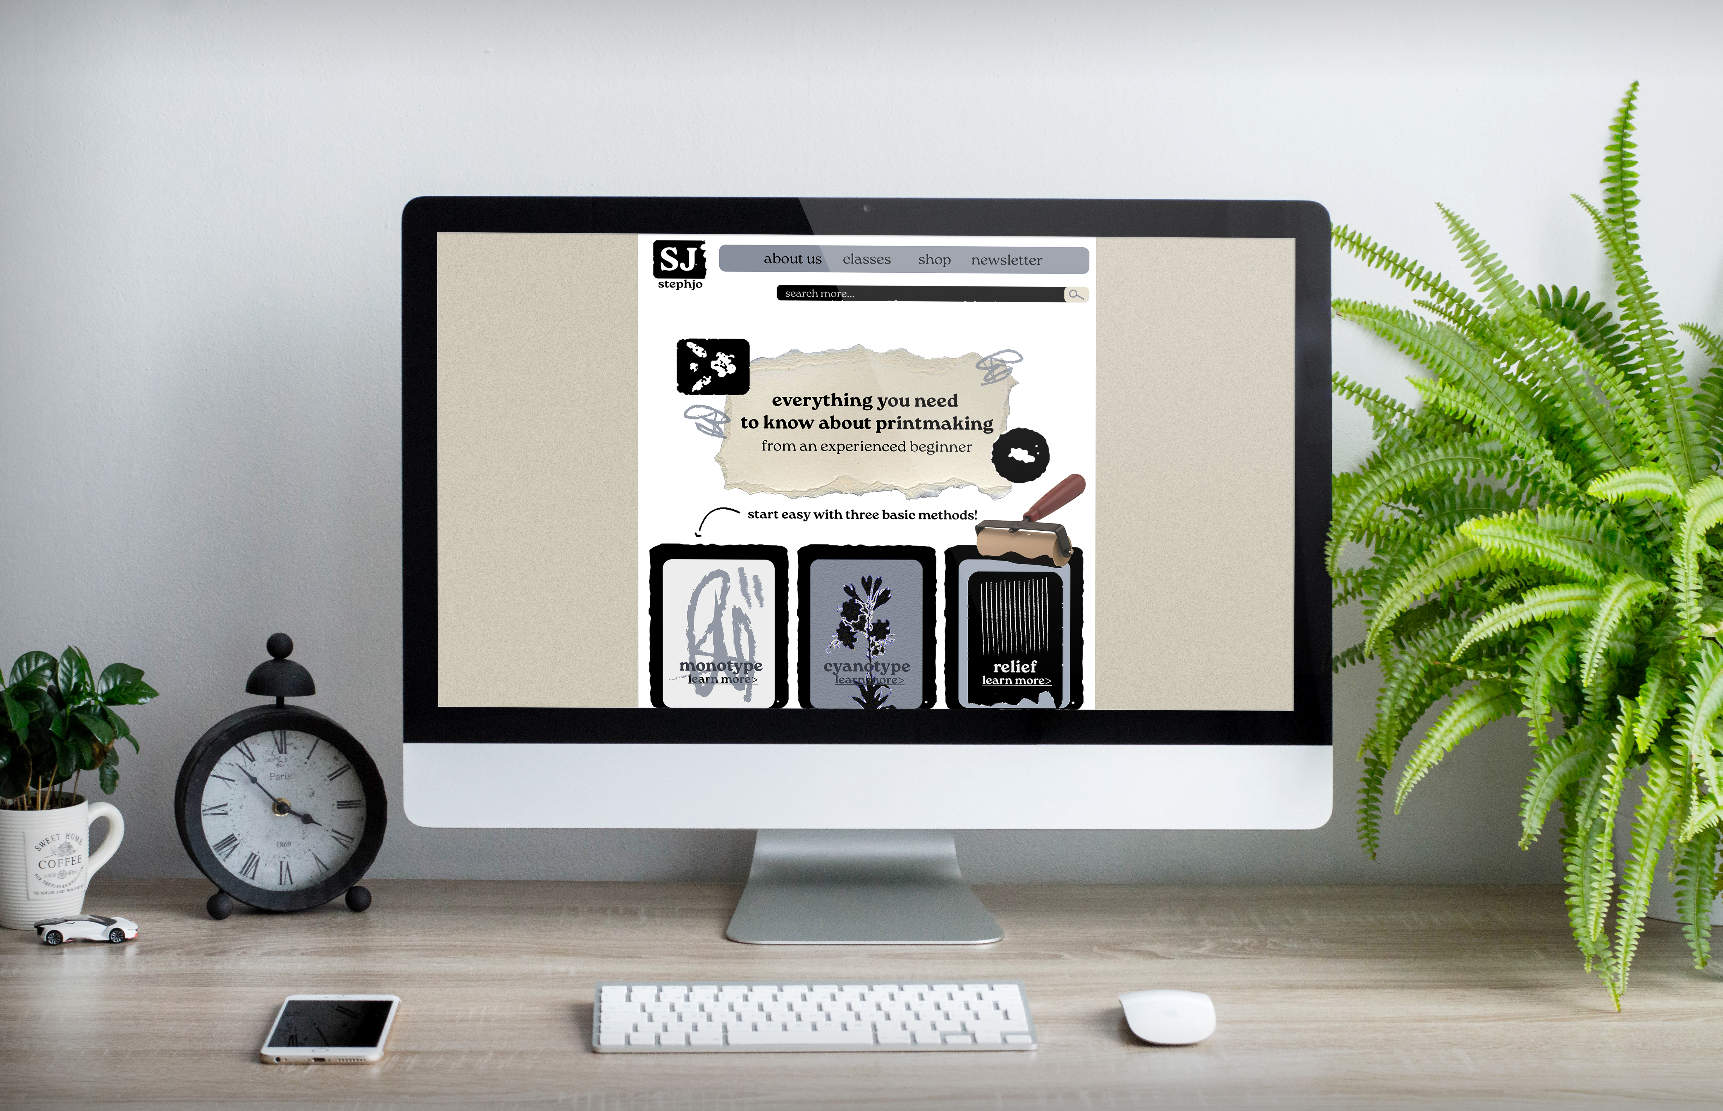 SJ
stephjo
about us classes shop newsletter
search more...
everything you need
to know about printmaking
from an experienced beginner
start easy with three basic methods!
monotype
learn more>
cyanotype
learn more>
relief
learn more>
Paris
1869
SWEET HOME
COFFEE